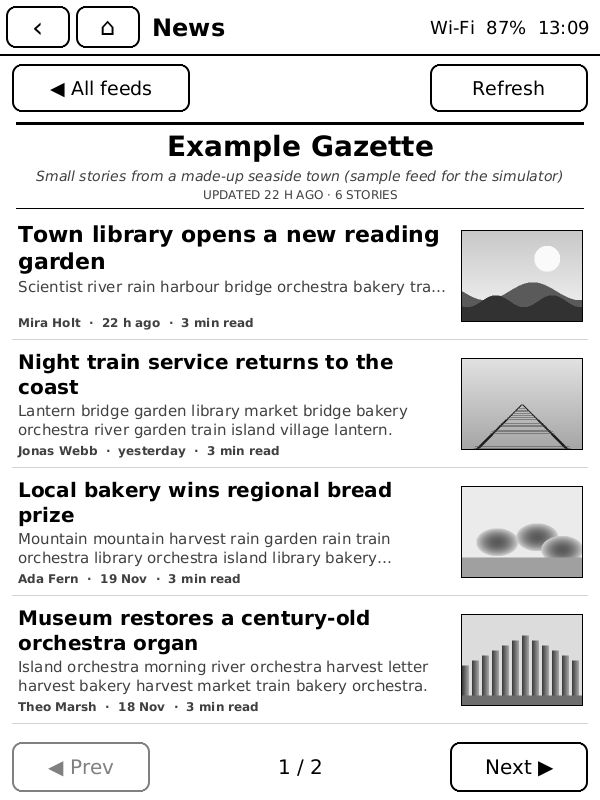 ‹ ⌂ News Wi-Fi 87% 13:09
◀ All feeds Refresh
Example Gazette
Small stories from a made-up seaside town (sample feed for the simulator)
UPDATED 22 H AGO · 6 STORIES
Town library opens a new reading
garden
Scientist river rain harbour bridge orchestra bakery tra…
Mira Holt · 22 h ago · 3 min read
Night train service returns to the
coast
Lantern bridge garden library market bridge bakery
orchestra river garden train island village lantern.
Jonas Webb · yesterday · 3 min read
Local bakery wins regional bread
prize
Mountain mountain harvest rain garden rain train
orchestra library orchestra island library bakery…
Ada Fern · 19 Nov · 3 min read
Museum restores a century-old
orchestra organ
Island orchestra morning river orchestra harvest letter
harvest bakery harvest market train bakery orchestra.
Theo Marsh · 18 Nov · 3 min read
◀ Prev 1 / 2 Next ▶